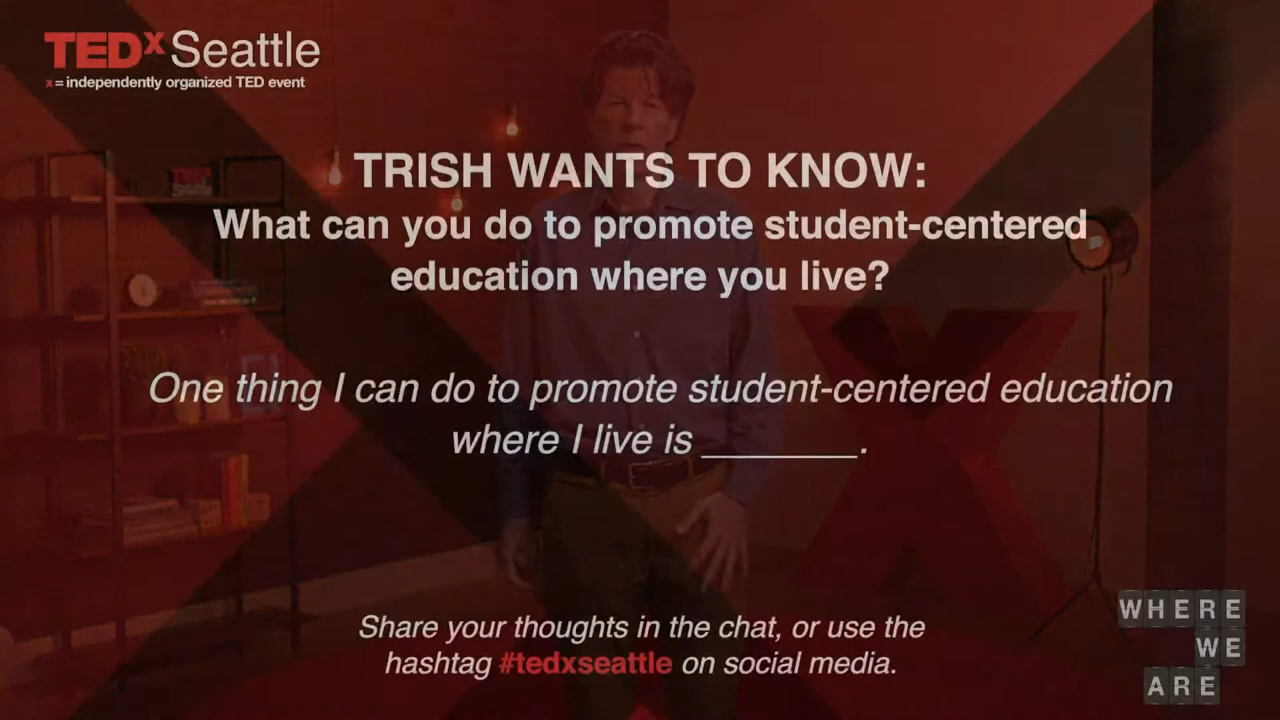 TEDxSeattle
x = independently organized TED event
TRISH WANTS TO KNOW:
What can you do to promote student-centered
education where you live?
One thing I can do to promote student-centered education
where I live is _______.
Share your thoughts in the chat, or use the
hashtag #tedxseattle on social media.
WHERE
WE
ARE